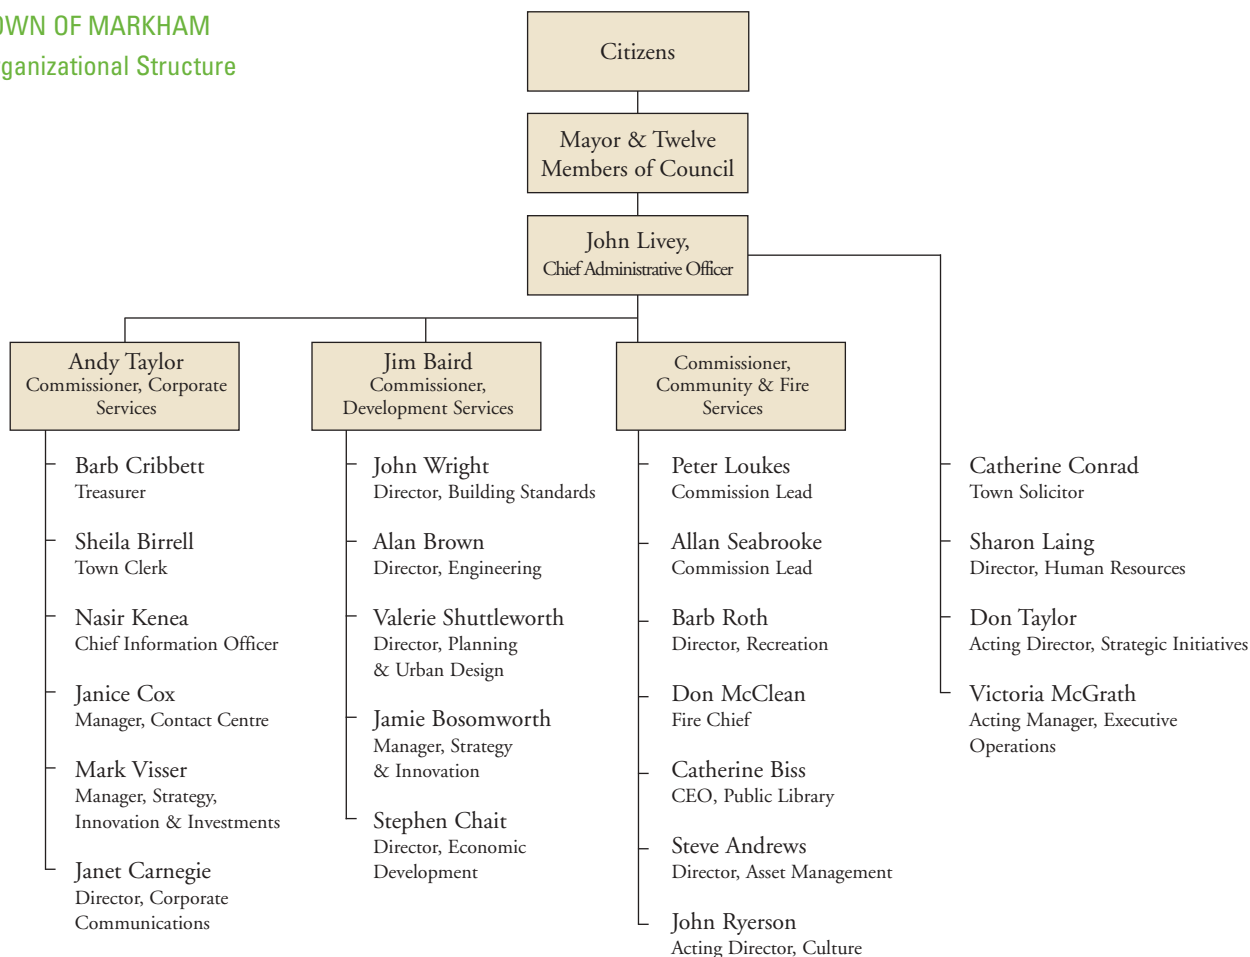 OWN OF MARKHAM
ganizational Structure
Citizens
Mayor & Twelve
Members of Council
John Livey,
Chief Administrative Officer
Andy Taylor
Commissioner, Corporate
Services
Jim Baird
Commissioner,
Development Services
Commissioner,
Community & Fire
Services
Barb Cribbett
Treasurer
Sheila Birrell
Town Clerk
Nasir Kenea
Chief Information Officer
Janice Cox
Manager, Contact Centre
Mark Visser
Manager, Strategy,
Innovation & Investments
Janet Carnegie
Director, Corporate
Communications
John Wright
Director, Building Standards
Alan Brown
Director, Engineering
Valerie Shuttleworth
Director, Planning
& Urban Design
Jamie Bosomworth
Manager, Strategy
& Innovation
Stephen Chait
Director, Economic
Development
Peter Loukes
Commission Lead
Allan Seabrooke
Commission Lead
Barb Roth
Director, Recreation
Don McClean
Fire Chief
Catherine Biss
CEO, Public Library
Steve Andrews
Director, Asset Management
John Ryerson
Acting Director, Culture
Catherine Conrad
Town Solicitor
Sharon Laing
Director, Human Resources
Don Taylor
Acting Director, Strategic Initiatives
Victoria McGrath
Acting Manager, Executive
Operations